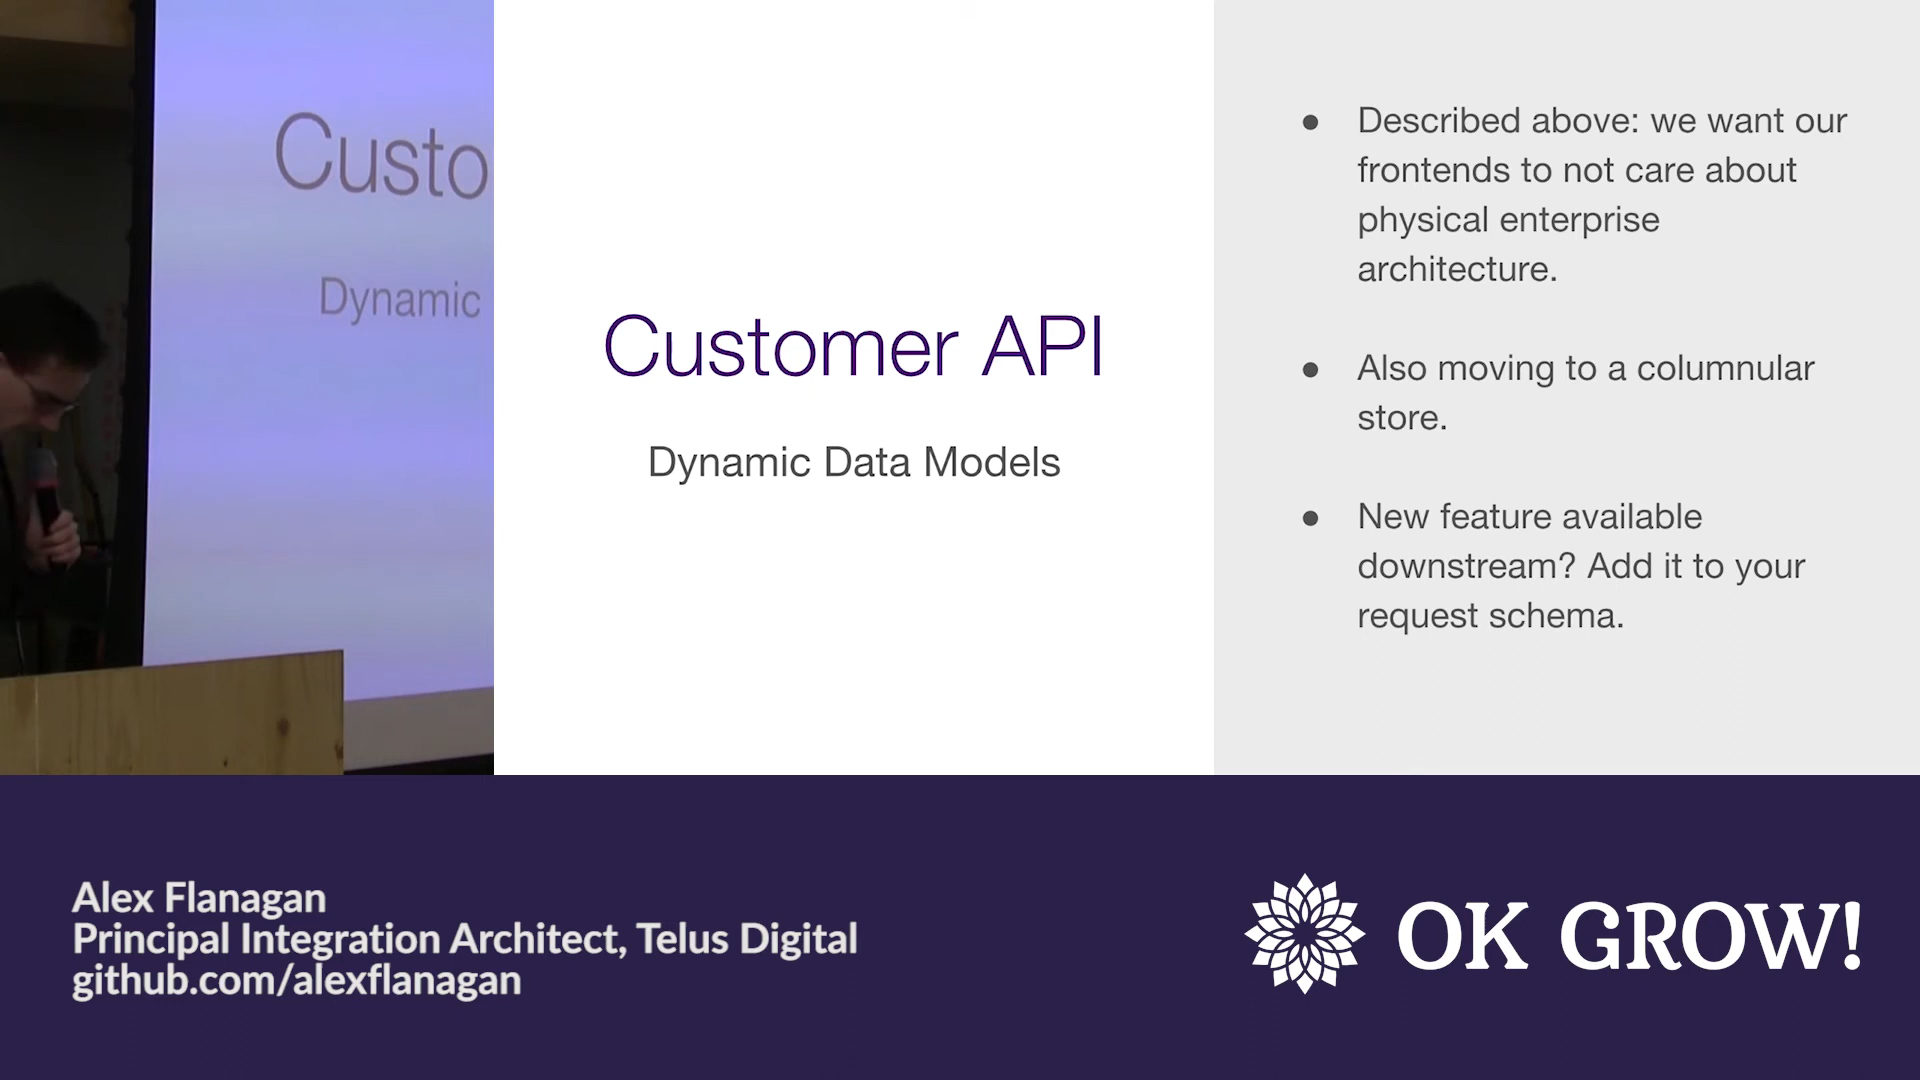 Custo
Dynamic
Customer API
Dynamic Data Models
● Described above: we want our
frontends to not care about
physical enterprise
architecture.
● Also moving to a columnular
store.
● New feature available
downstream? Add it to your
request schema.
Alex Flanagan
Principal Integration Architect, Telus Digital
github.com/alexflanagan
OK GROW!